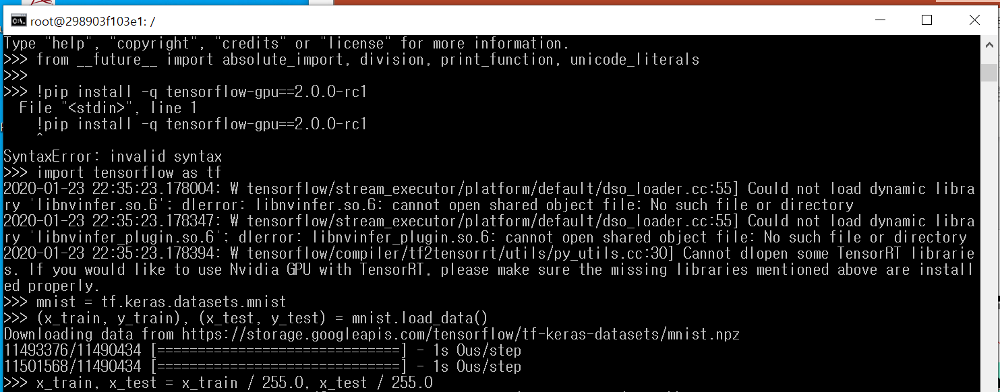 root@298903f103e1: /
Type "help", "copyright", "credits" or "license" for more information.
>>> from __future__ import absolute_import, division, print_function, unicode_literals
>>>
>>> !pip install -q tensorflow-gpu==2.0.0-rc1
  File "<stdin>", line 1
    !pip install -q tensorflow-gpu==2.0.0-rc1
    ^
SyntaxError: invalid syntax
>>> import tensorflow as tf
2020-01-23 22:35:23.178004: W tensorflow/stream_executor/platform/default/dso_loader.cc:55] Could not load dynamic libra
ry 'libnvinfer.so.6'; dlerror: libnvinfer.so.6: cannot open shared object file: No such file or directory
2020-01-23 22:35:23.178347: W tensorflow/stream_executor/platform/default/dso_loader.cc:55] Could not load dynamic libra
ry 'libnvinfer_plugin.so.6'; dlerror: libnvinfer_plugin.so.6: cannot open shared object file: No such file or directory
2020-01-23 22:35:23.178394: W tensorflow/compiler/tf2tensorrt/utils/py_utils.cc:30] Cannot dlopen some TensorRT librarie
s. If you would like to use Nvidia GPU with TensorRT, please make sure the missing libraries mentioned above are install
ed properly.
>>> mnist = tf.keras.datasets.mnist
>>> (x_train, y_train), (x_test, y_test) = mnist.load_data()
Downloading data from https://storage.googleapis.com/tensorflow/tf-keras-datasets/mnist.npz
11493376/11490434 [==============================] - 1s 0us/step
11501568/11490434 [==============================] - 1s 0us/step
>>> x_train, x_test = x_train / 255.0, x_test / 255.0